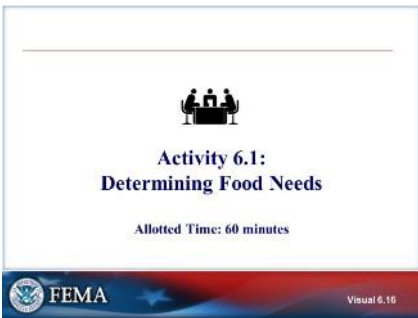 Activity 6.1:
Determining Food Needs
Allotted Time: 60 minutes
FEMA
Visual 6.16